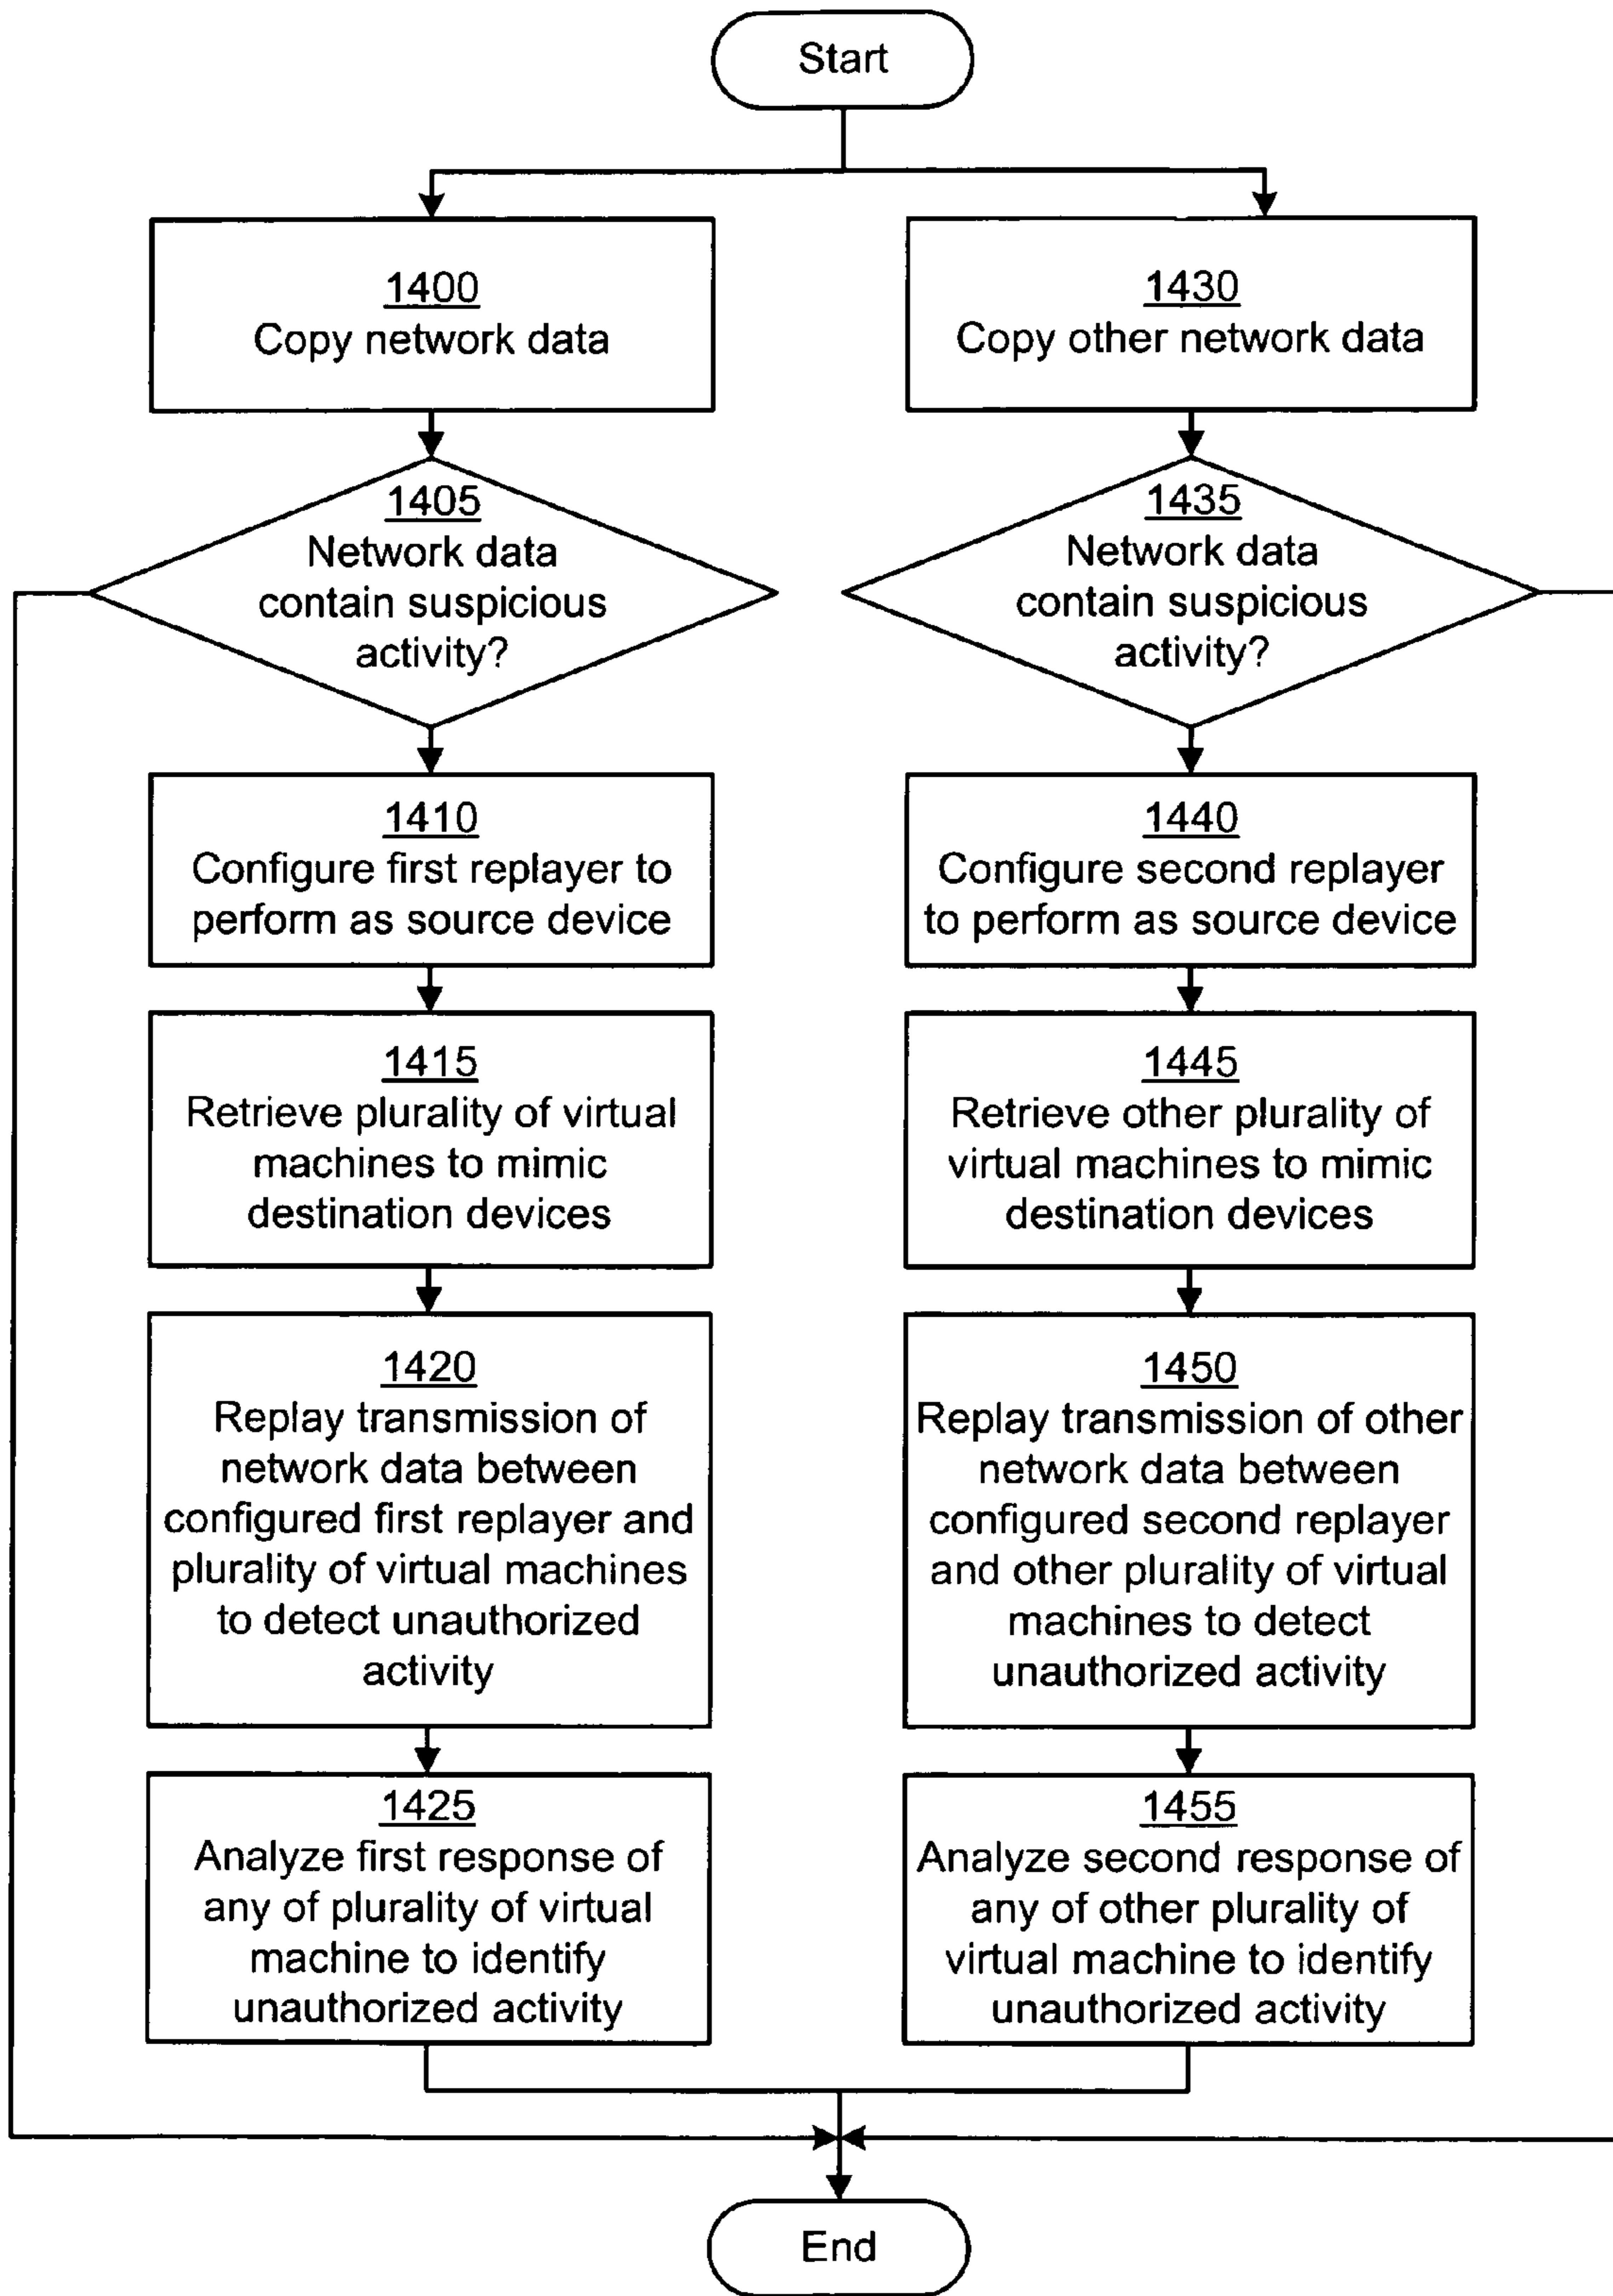 Start
1400
Copy network data
1405
Network data
contain suspicious
activity?
1410
Configure first replayer to
perform as source device
1415
Retrieve plurality of virtual
machines to mimic
destination devices
1420
Replay transmission of
network data between
configured first replayer and
plurality of virtual machines
to detect unauthorized
activity
1425
Analyze first response of
any of plurality of virtual
machine to identify
unauthorized activity
1430
Copy other network data
1435
Network data
contain suspicious
activity?
1440
Configure second replayer
to perform as source device
1445
Retrieve other plurality of
virtual machines to mimic
destination devices
1450
Replay transmission of other
network data between
configured second replayer
and other plurality of virtual
machines to detect
unauthorized activity
1455
Analyze second response of
any of other plurality of
virtual machine to identify
unauthorized activity
End